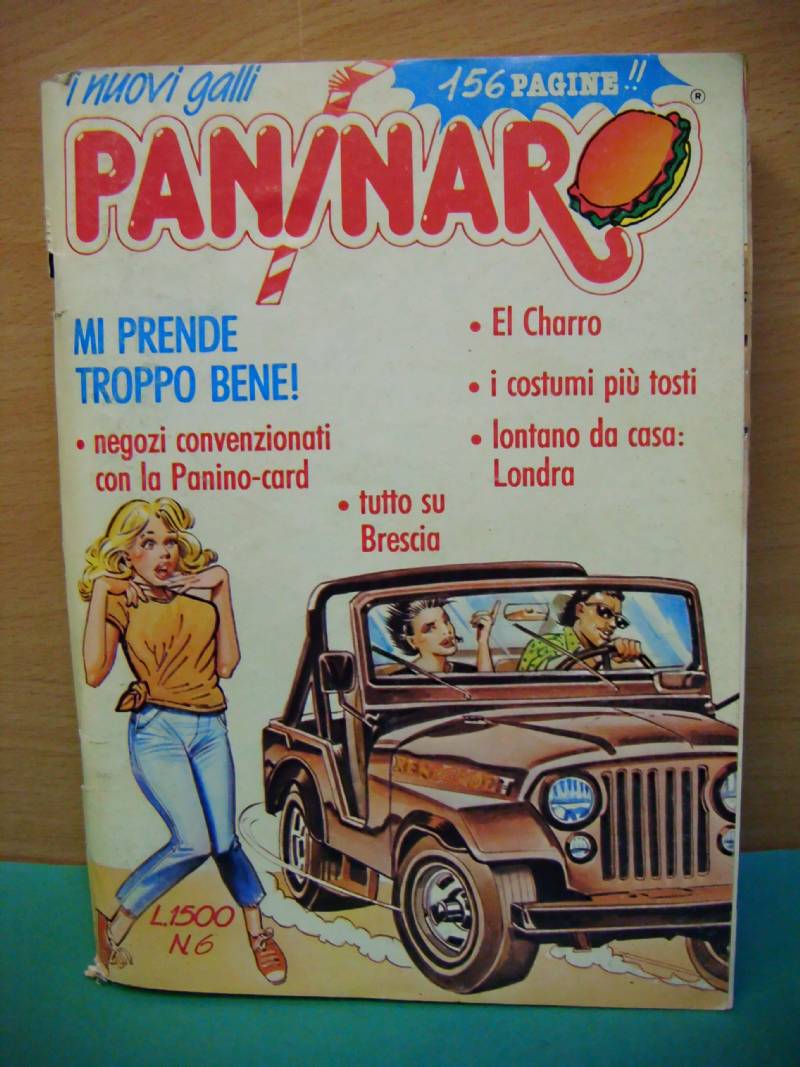 i nuovi galli
156 PAGINE!!
PANINARO
®
MI PRENDE
TROPPO BENE!
• negozi convenzionati
con la Panino-card
• tutto su
Brescia
• El Charro
• i costumi più tosti
• lontano da casa:
Londra
L.1500
N.6